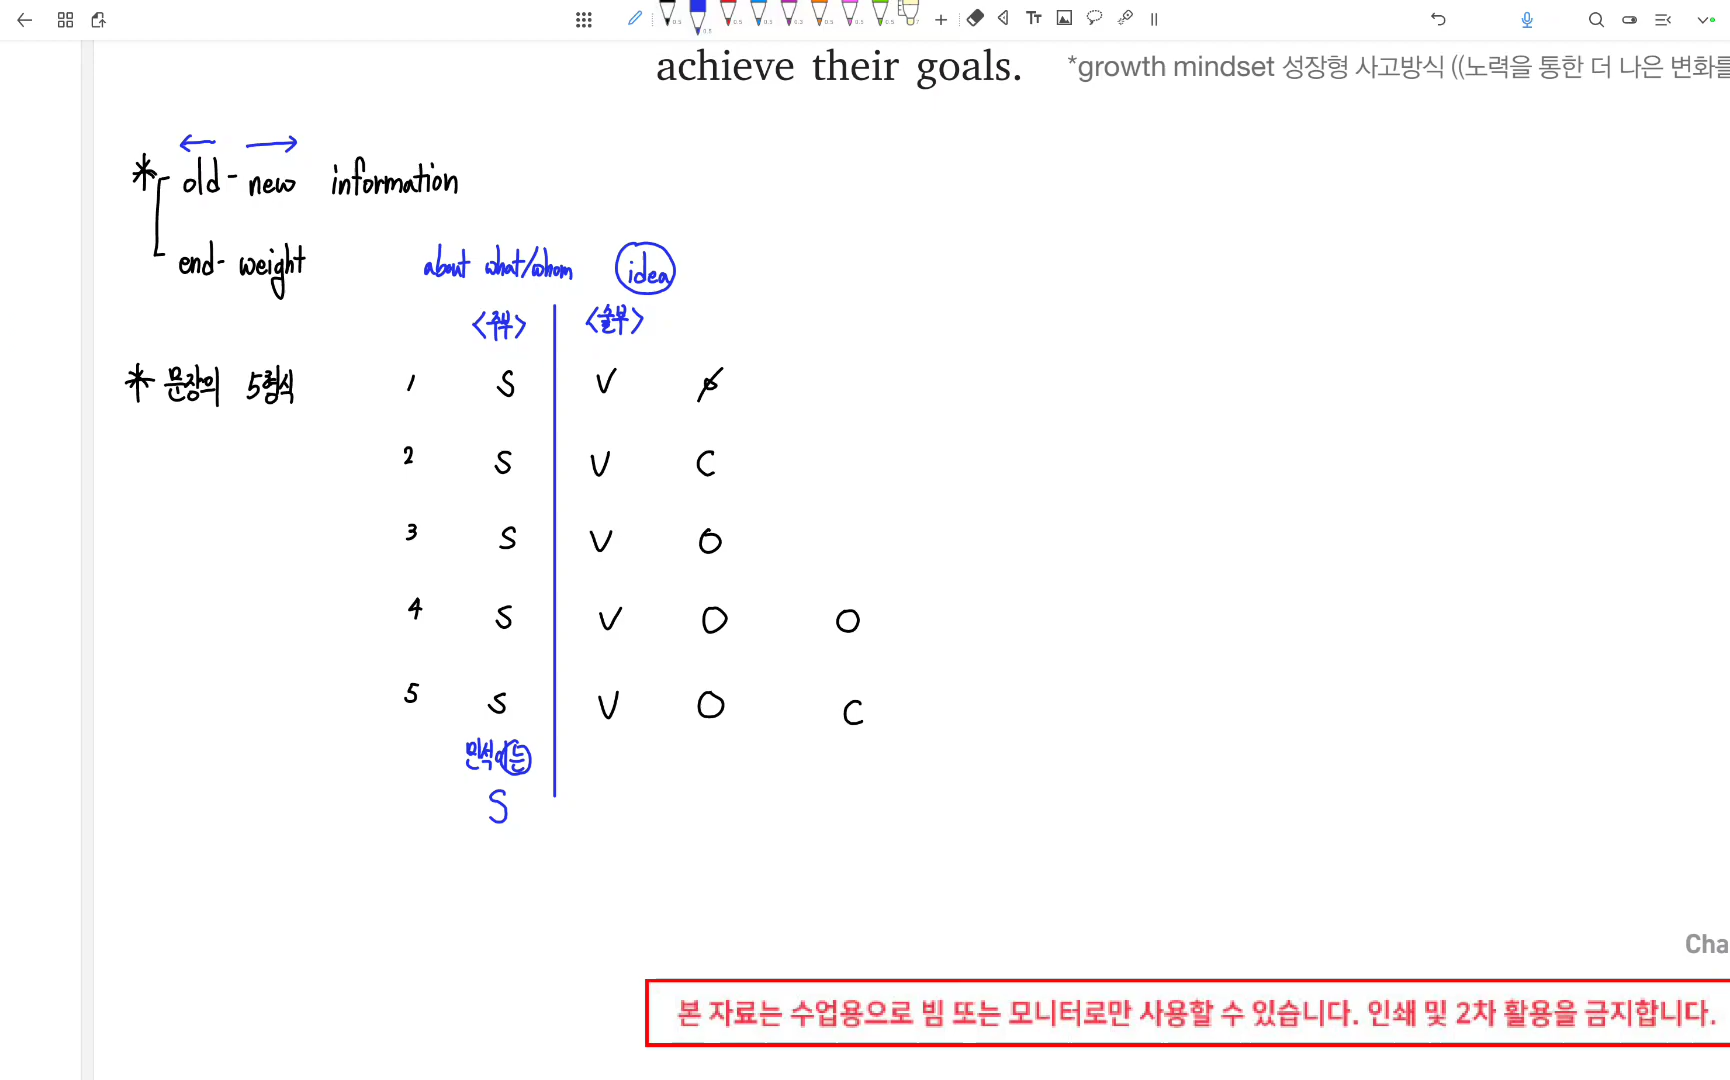 achieve their goals. *growth mindset 성장형 사고방식 ((노력을 통한 더 나은 변화를
* old - new information
end - weight
about what/whom idea
<주부> <술부>
* 문장의 5형식
1 S V ø
2 S V C
3 S V O
4 S V O O
5 S V O C
민석이는
S
Cha
본 자료는 수업용으로 빔 또는 모니터로만 사용할 수 있습니다. 인쇄 및 2차 활용을 금지합니다.